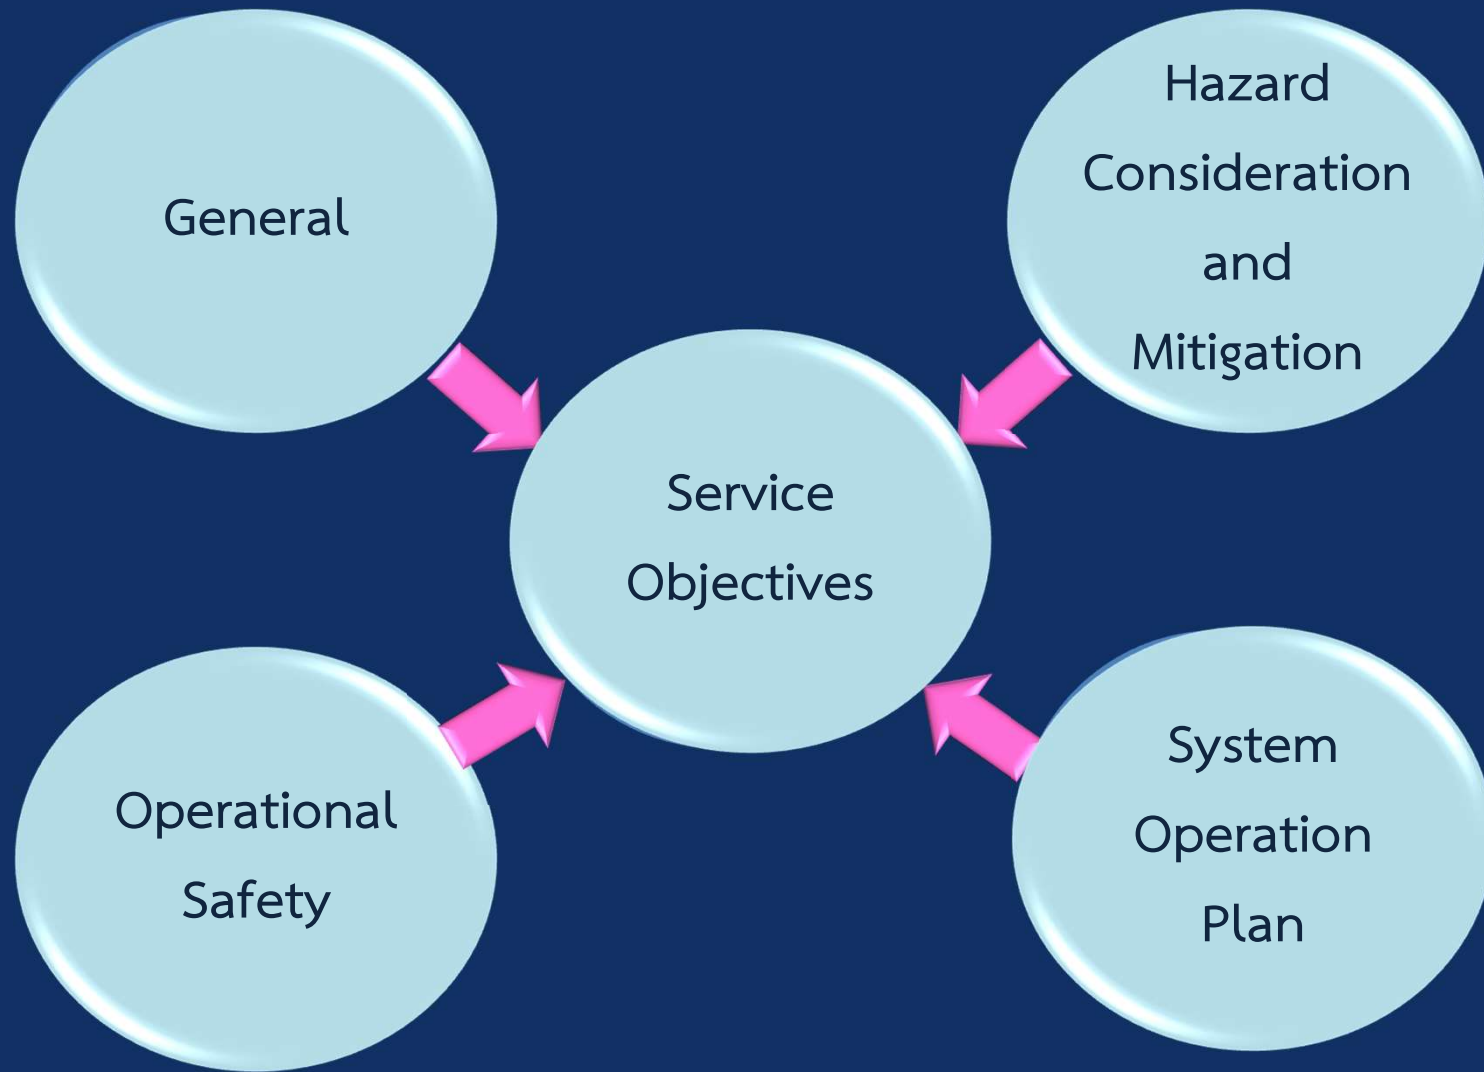 General
Hazard
Consideration
and
Mitigation
Service
Objectives
Operational
Safety
System
Operation
Plan